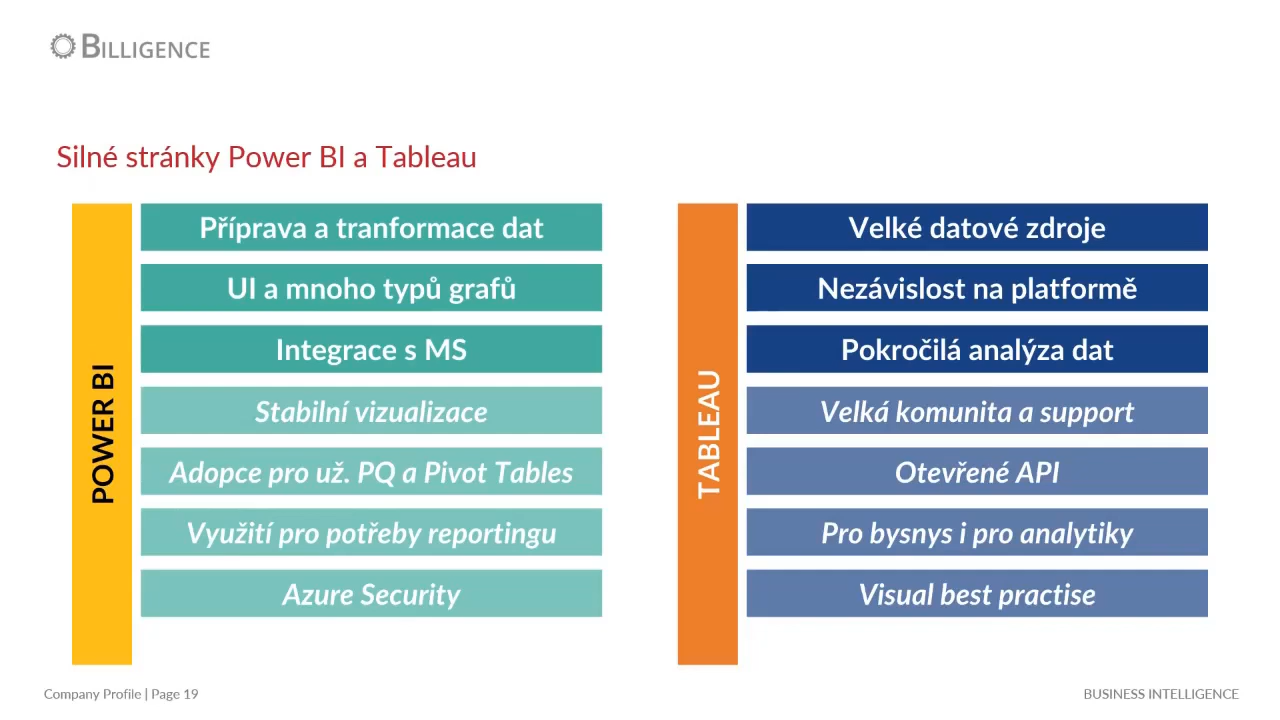 BILLIGENCE
Silné stránky Power BI a Tableau
POWER BI
Příprava a tranformace dat
UI a mnoho typů grafů
Integrace s MS
Stabilní vizualizace
Adopce pro už. PQ a Pivot Tables
Využití pro potřeby reportingu
Azure Security
TABLEAU
Velké datové zdroje
Nezávislost na platformě
Pokročilá analýza dat
Velká komunita a support
Otevřené API
Pro bysnys i pro analytiky
Visual best practise
Company Profile | Page 19
BUSINESS INTELLIGENCE